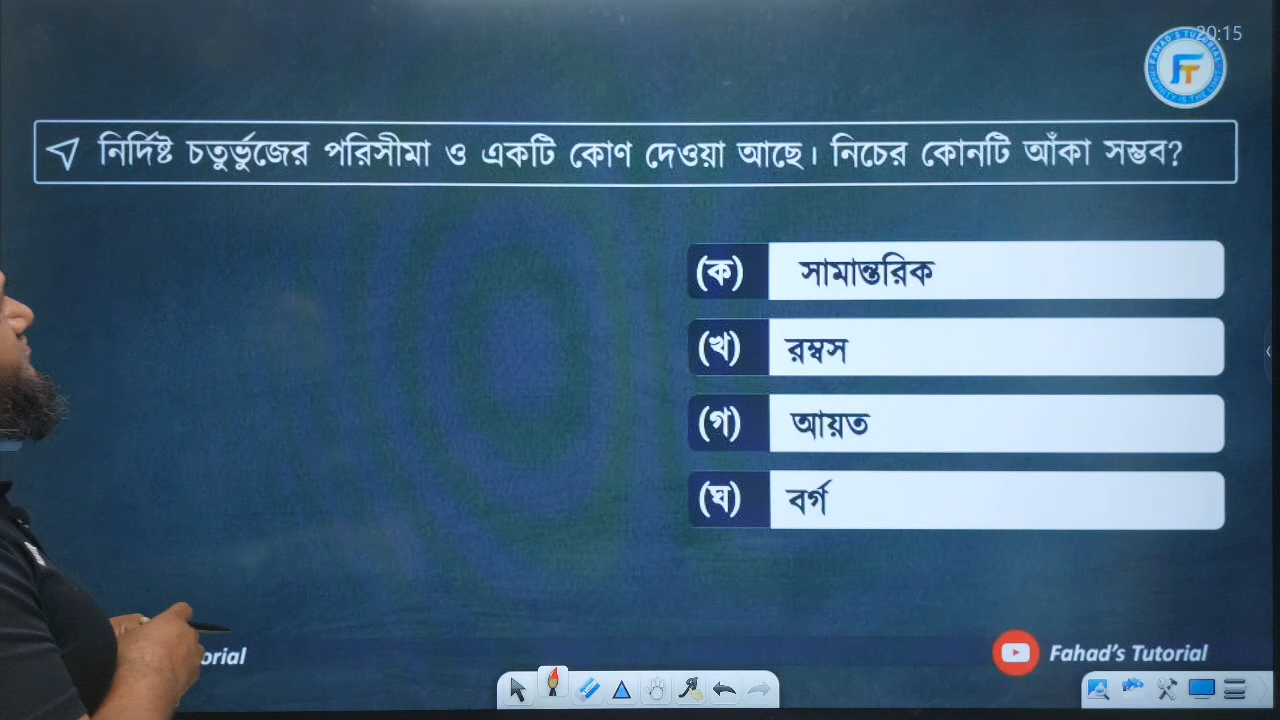 20:15
নির্দিষ্ট চতুর্ভুজের পরিসীমা ও একটি কোণ দেওয়া আছে। নিচের কোনটি আঁকা সম্ভব?
(ক) সামান্তরিক
(খ) রম্বস
(গ) আয়ত
(ঘ) বর্গ
orial
Fahad's Tutorial